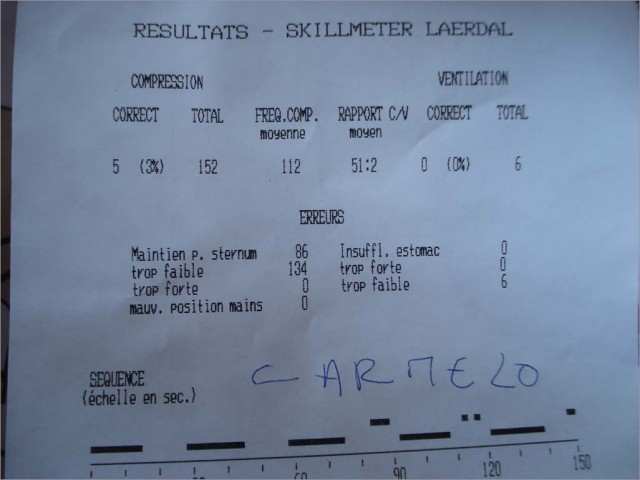 RESULTATS - SKILLMETER LAERDAL
COMPRESSION VENTILATION
CORRECT TOTAL FREQ.COMP. RAPPORT C/V CORRECT TOTAL
moyenne moyen
5 (3%) 152 112 51:2 0 (0%) 6
ERREURS
Maintien p. sternum 86 Insuffl. estomac 0
trop faible 134 trop forte 0
trop forte 0 trop faible 6
mauv. position mains 0
SEQUENCE CARMELO
(échelle en sec.)
90 120 150